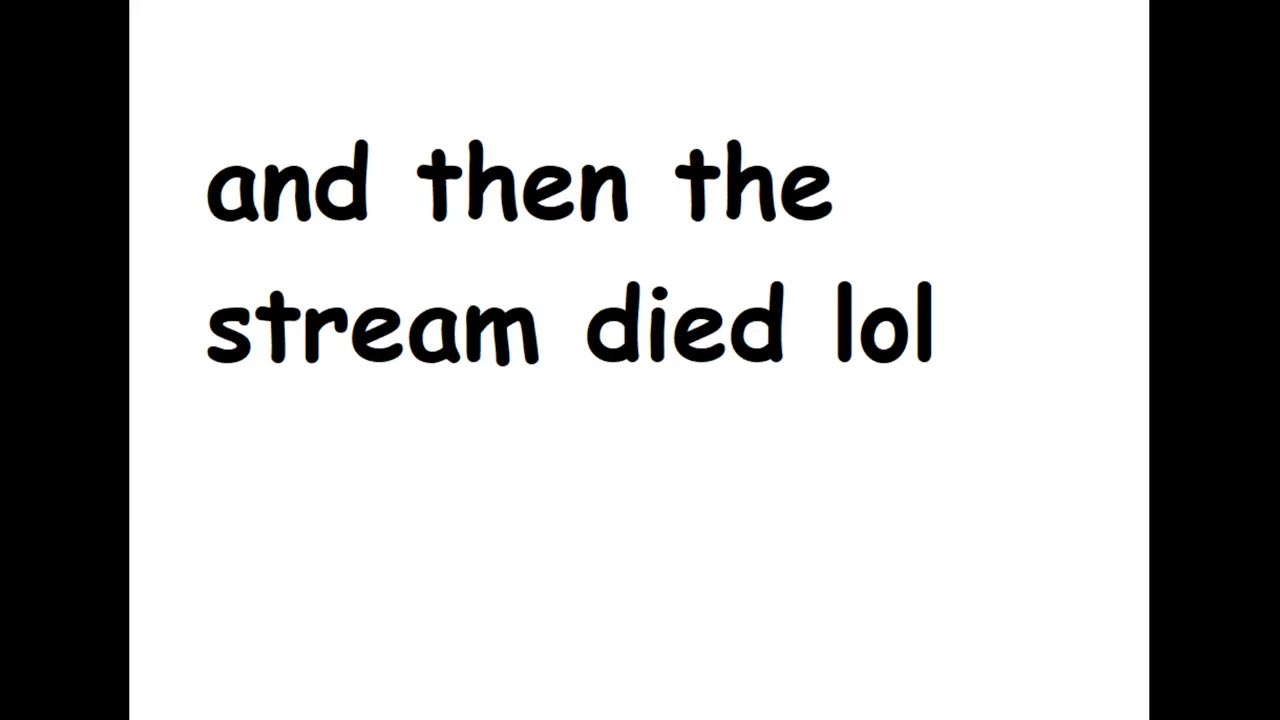 and then the
stream died lol